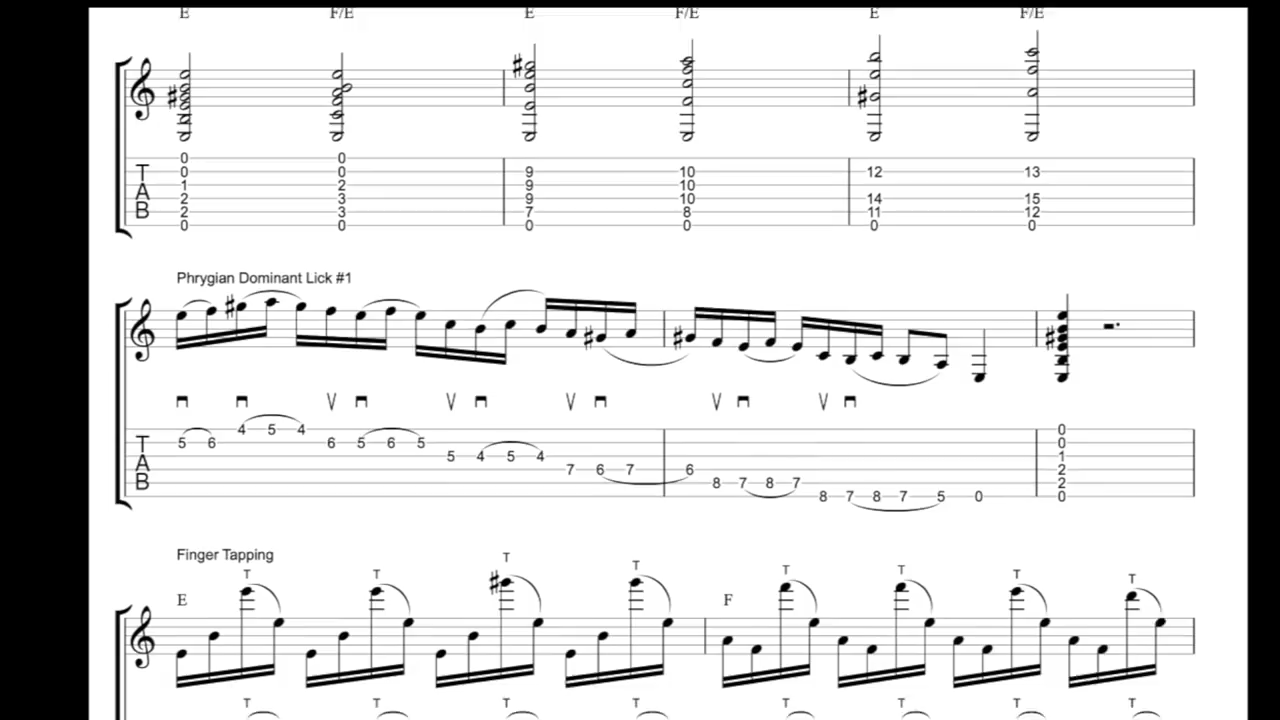 E F/E E F/E E F/E
0 0
T 0 0 9 10 12 13
1 2 9 10
A 2 3 9 10 14 15
B 2 3 7 8 11 12
0 0 0 0 0 0
Phrygian Dominant Lick #1
4 5 4 0
T 5 6 6 5 6 5 0
5 4 5 4 1
A 7 6 7 6 2
B 8 7 8 7 2
8 7 8 7 5 0 0
Finger Tapping
T T T T T T T T
E F
T T T T T T T T